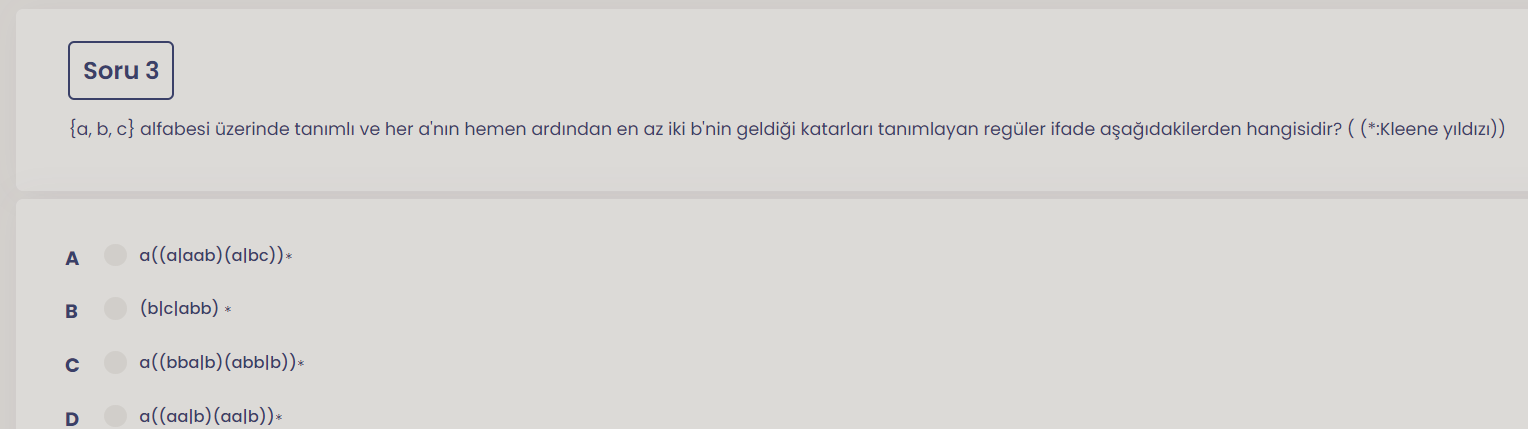 Soru 3
{a, b, c} alfabesi üzerinde tanımlı ve her a'nın hemen ardından en az iki b'nin geldiği katarları tanımlayan regüler ifade aşağıdakilerden hangisidir? ( (*:Kleene yıldızı))
A a((a|aab)(a|bc))*
B (b|c|abb) *
C a((bba|b)(abb|b))*
D a((aa|b)(aa|b))*